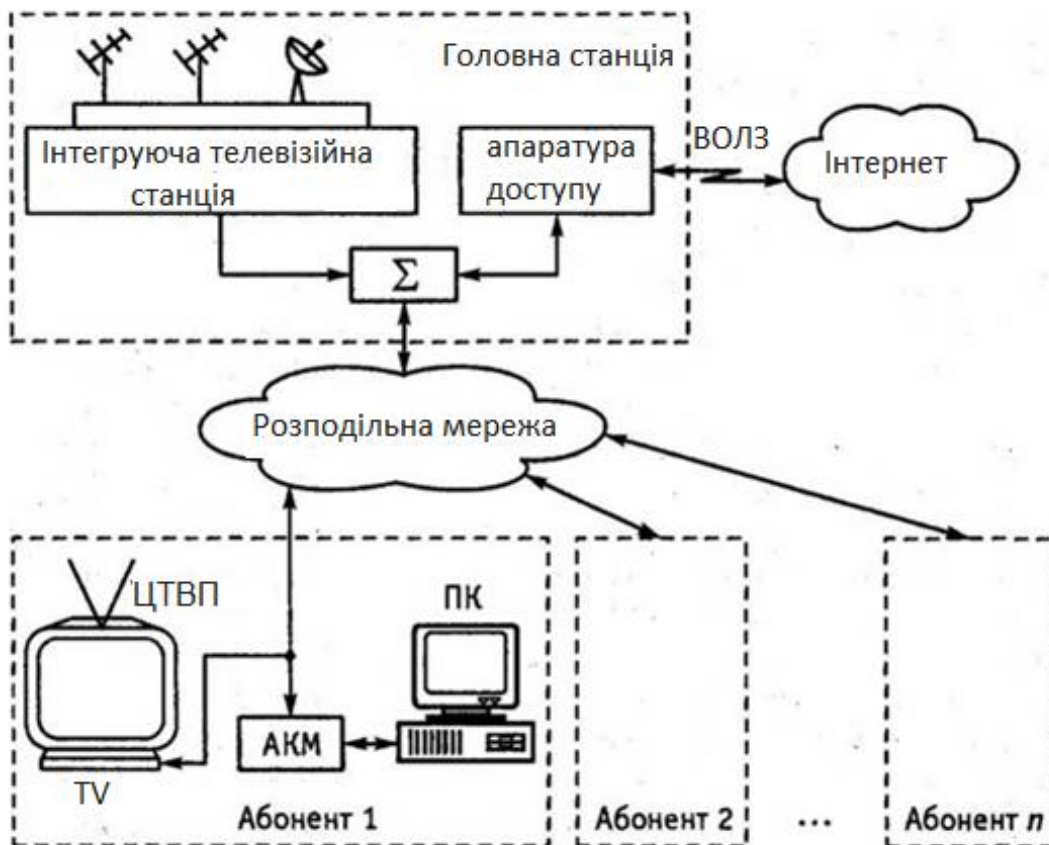 Головна станція
Інтегруюча телевізійна
станція
апаратура
доступу
ВОЛЗ
Інтернет
Σ
Розподільна мережа
ЦТВП
ПК
АКМ
TV
Абонент 1
Абонент 2
...
Абонент n